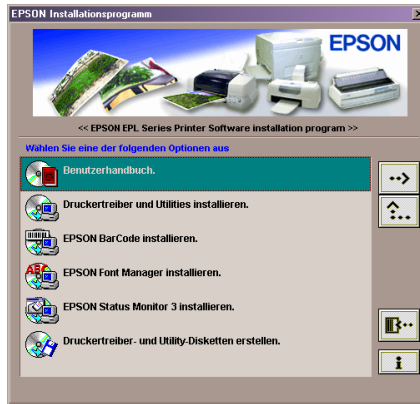 EPSON Installationsprogramm
EPSON
<< EPSON EPL Series Printer Software installation program >>
Wählen Sie eine der folgenden Optionen aus
Benutzerhandbuch.
Druckertreiber und Utilities installieren.
EPSON BarCode installieren.
EPSON Font Manager installieren.
EPSON Status Monitor 3 installieren.
Druckertreiber- und Utility-Disketten erstellen.